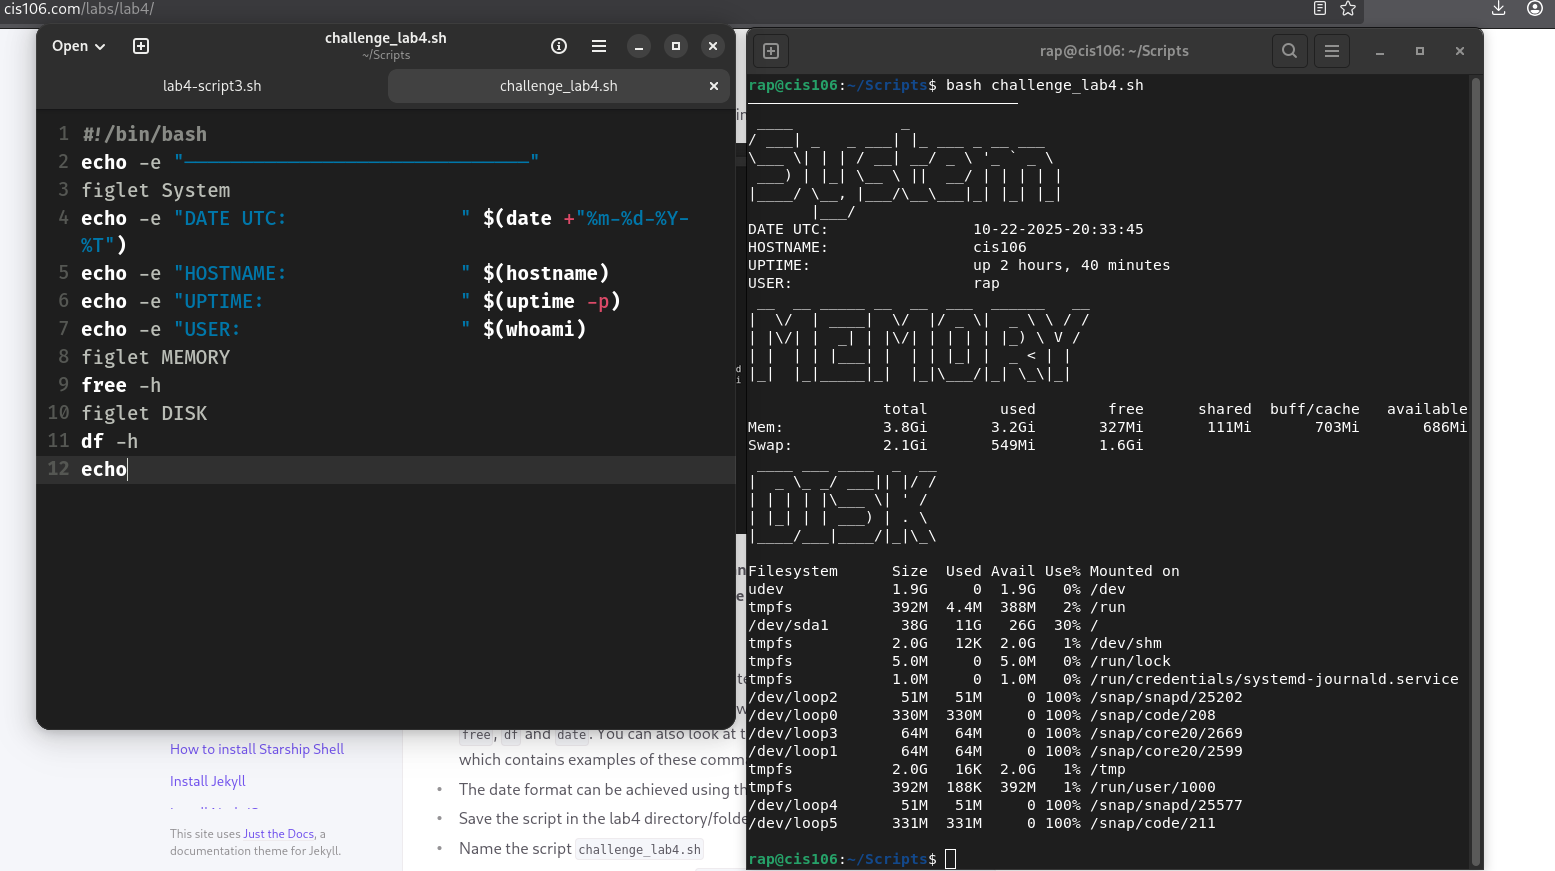 cis106.com/labs/lab4/
Open
challenge_lab4.sh
~/Scripts
lab4-script3.sh
challenge_lab4.sh
1 #!/bin/bash
2 echo -e "──────────────────────────────"
3 figlet System
4 echo -e "DATE UTC:               " $(date +"%m-%d-%Y-
%T")
5 echo -e "HOSTNAME:               " $(hostname)
6 echo -e "UPTIME:                 " $(uptime -p)
7 echo -e "USER:                   " $(whoami)
8 figlet MEMORY
9 free -h
10 figlet DISK
11 df -h
12 echo
How to install Starship Shell
Install Jekyll
This site uses Just the Docs, a
documentation theme for Jekyll.
free, df and date. You can also look at t
which contains examples of these comm
• The date format can be achieved using th
• Save the script in the lab4 directory/folde
• Name the script challenge_lab4.sh
rap@cis106: ~/Scripts
rap@cis106:~/Scripts$ bash challenge_lab4.sh
──────────────────────────────
System
DATE UTC:                10-22-2025-20:33:45
HOSTNAME:                cis106
UPTIME:                  up 2 hours, 40 minutes
USER:                    rap
MEMORY
               total        used        free      shared  buff/cache   available
Mem:           3.8Gi       3.2Gi       327Mi       111Mi       703Mi       686Mi
Swap:          2.1Gi       549Mi       1.6Gi
DISK
Filesystem      Size  Used Avail Use% Mounted on
udev            1.9G     0  1.9G   0% /dev
tmpfs           392M  4.4M  388M   2% /run
/dev/sda1        38G   11G   26G  30% /
tmpfs           2.0G   12K  2.0G   1% /dev/shm
tmpfs           5.0M     0  5.0M   0% /run/lock
tmpfs           1.0M     0  1.0M   0% /run/credentials/systemd-journald.service
/dev/loop2       51M   51M     0 100% /snap/snapd/25202
/dev/loop0      330M  330M     0 100% /snap/code/208
/dev/loop3       64M   64M     0 100% /snap/core20/2669
/dev/loop1       64M   64M     0 100% /snap/core20/2599
tmpfs           2.0G   16K  2.0G   1% /tmp
tmpfs           392M  188K  392M   1% /run/user/1000
/dev/loop4       51M   51M     0 100% /snap/snapd/25577
/dev/loop5      331M  331M     0 100% /snap/code/211
rap@cis106:~/Scripts$